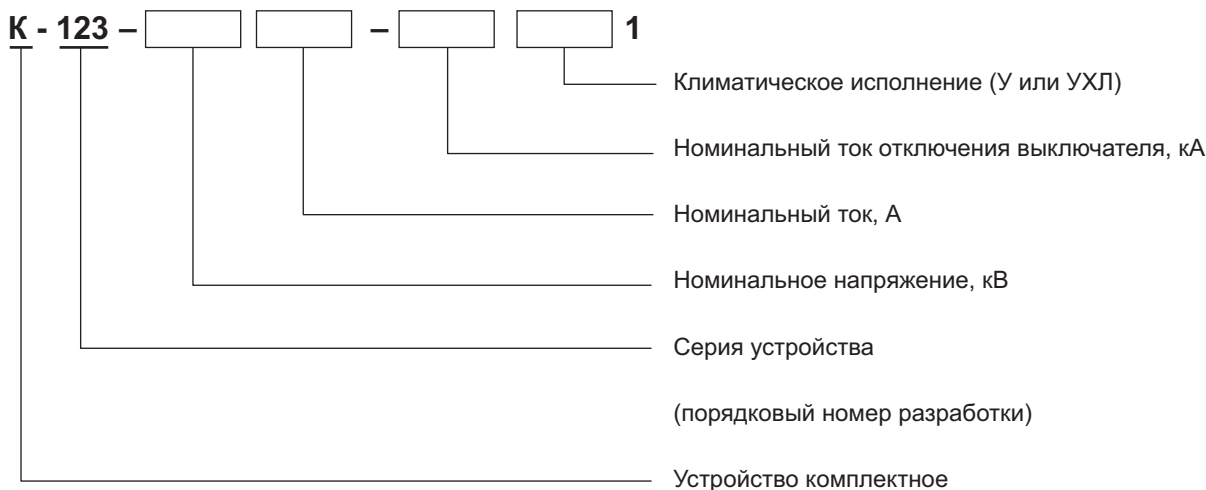 К - 123 – – 1
Климатическое исполнение (У или УХЛ)
Номинальный ток отключения выключателя, кА
Номинальный ток, А
Номинальное напряжение, кВ
Серия устройства
(порядковый номер разработки)
Устройство комплектное